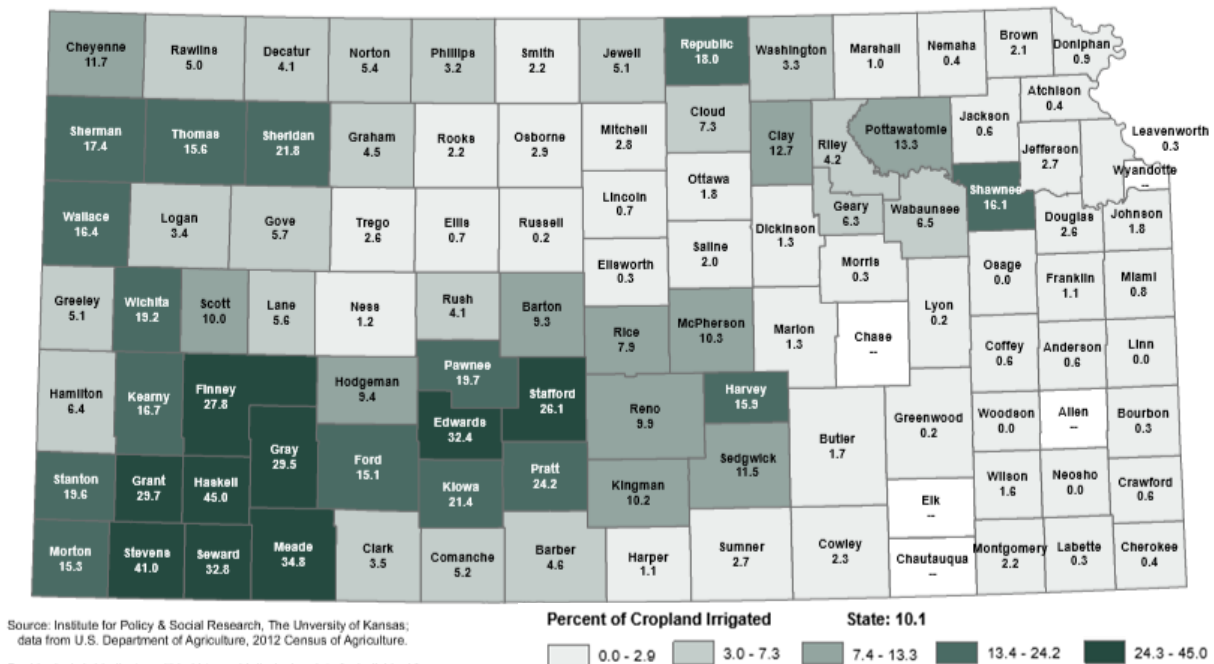 Cheyenne
11.7
Rawlins
5.0
Decatur
4.1
Norton
5.4
Phillips
3.2
Smith
2.2
Jewell
5.1
Republic
18.0
Washington
3.3
Marshall
1.0
Nemaha
0.4
Brown
2.1
Doniphan
0.9
Sherman
17.4
Thomas
15.6
Sheridan
21.8
Graham
4.5
Rooks
2.2
Osborne
2.9
Mitchell
2.8
Cloud
7.3
Clay
12.7
Riley
4.2
Pottawatomie
13.3
Jackson
0.6
Atchison
0.4
Jefferson
2.7
Leavenworth
0.3
Wyandotte
--
Wallace
16.4
Logan
3.4
Gove
5.7
Trego
2.6
Ellis
0.7
Russell
0.2
Lincoln
0.7
Ottawa
1.8
Saline
2.0
Dickinson
1.3
Geary
6.3
Wabaunsee
6.5
Shawnee
16.1
Douglas
2.6
Johnson
1.8
Ellsworth
0.3
Morris
0.3
Osage
0.0
Franklin
1.1
Miami
0.8
Greeley
5.1
Wichita
19.2
Scott
10.0
Lane
5.6
Ness
1.2
Rush
4.1
Barton
9.3
Rice
7.9
McPherson
10.3
Marion
1.3
Chase
--
Lyon
0.2
Coffey
0.6
Anderson
0.6
Linn
0.0
Hamilton
6.4
Kearny
16.7
Finney
27.8
Hodgeman
9.4
Pawnee
19.7
Stafford
26.1
Edwards
32.4
Reno
9.9
Harvey
15.9
Butler
1.7
Greenwood
0.2
Woodson
0.0
Allen
--
Bourbon
0.3
Gray
29.5
Ford
15.1
Kiowa
21.4
Pratt
24.2
Kingman
10.2
Sedgwick
11.5
Stanton
19.6
Grant
29.7
Haskell
45.0
Elk
--
Wilson
1.6
Neosho
0.0
Crawford
0.6
Morton
15.3
Stevens
41.0
Seward
32.8
Meade
34.8
Clark
3.5
Comanche
5.2
Barber
4.6
Harper
1.1
Sumner
2.7
Cowley
2.3
Chautauqua
--
Montgomery
2.2
Labette
0.3
Cherokee
0.4
Source: Institute for Policy & Social Research, The Unversity of Kansas;
data from U.S. Department of Agriculture, 2012 Census of Agriculture.
Percent of Cropland Irrigated State: 10.1
0.0 - 2.9 3.0 - 7.3 7.4 - 13.3 13.4 - 24.2 24.3 - 45.0